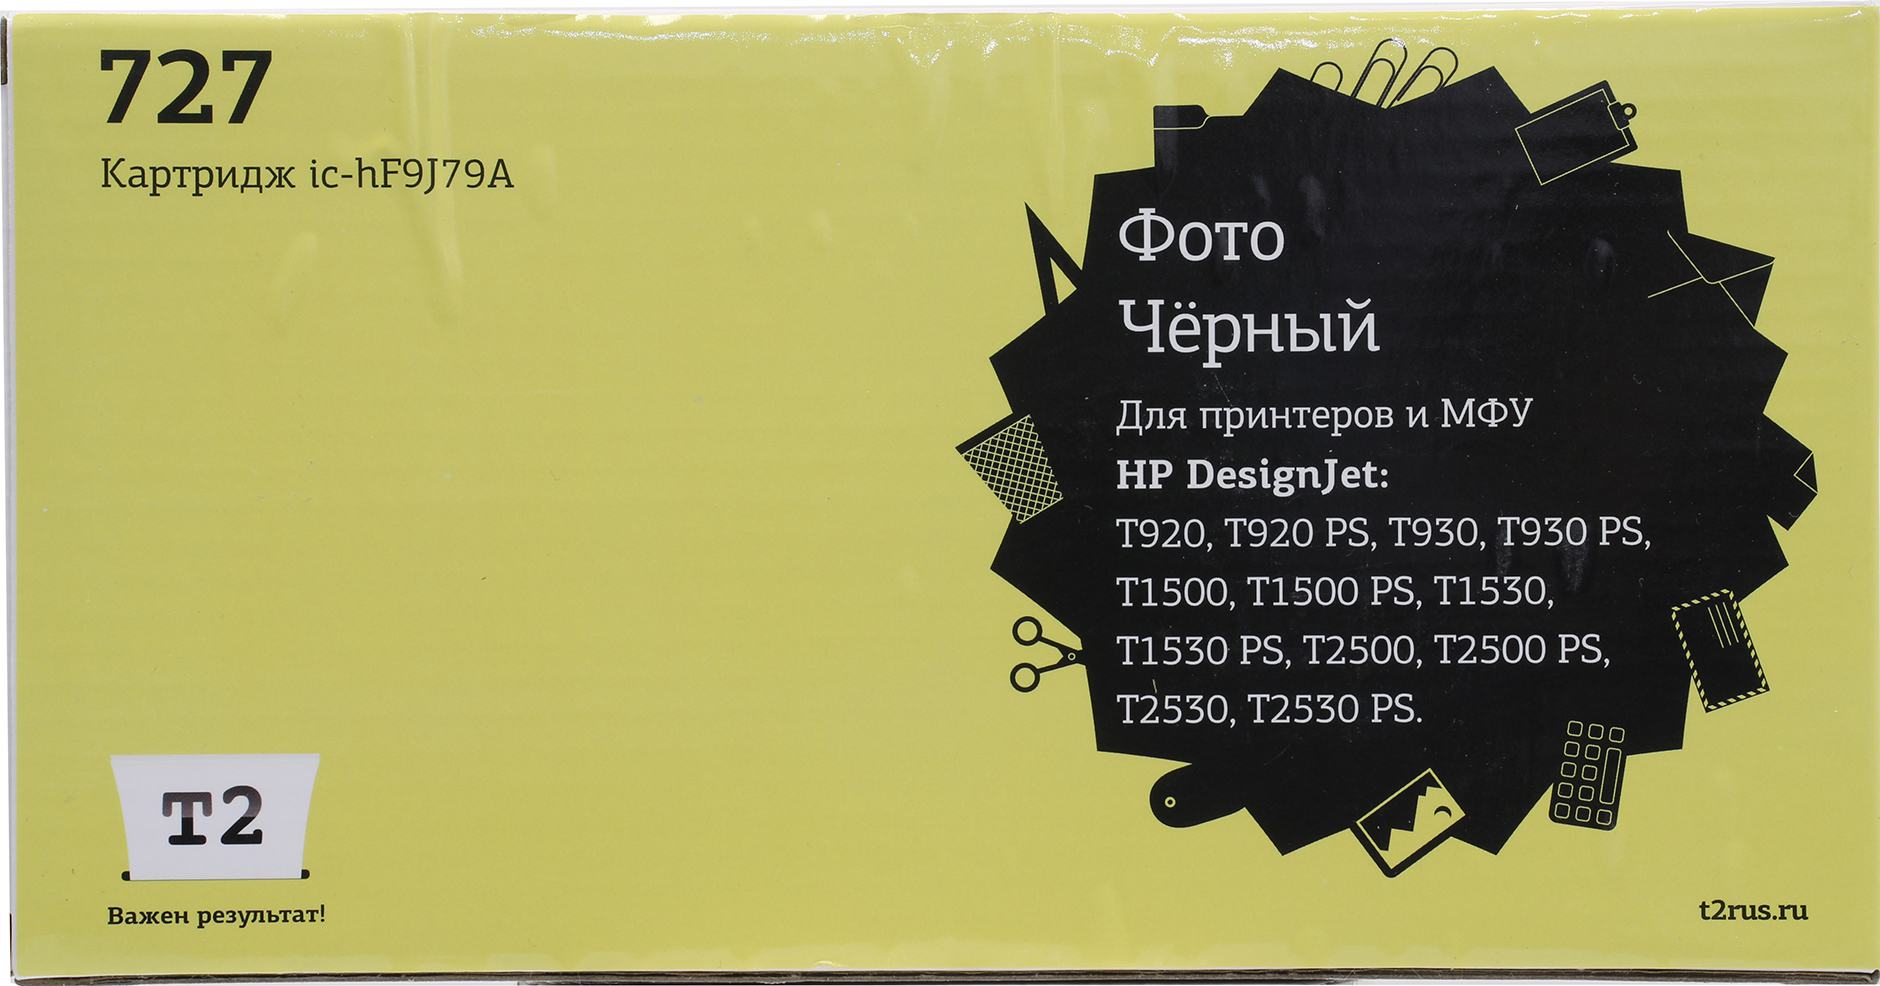 727
Картридж ic-hF9J79A
Фото
Чёрный
Для принтеров и МФУ
HP DesignJet:
T920, T920 PS, T930, T930 PS,
T1500, T1500 PS, T1530,
T1530 PS, T2500, T2500 PS,
T2530, T2530 PS.
T2
Важен результат!
t2rus.ru